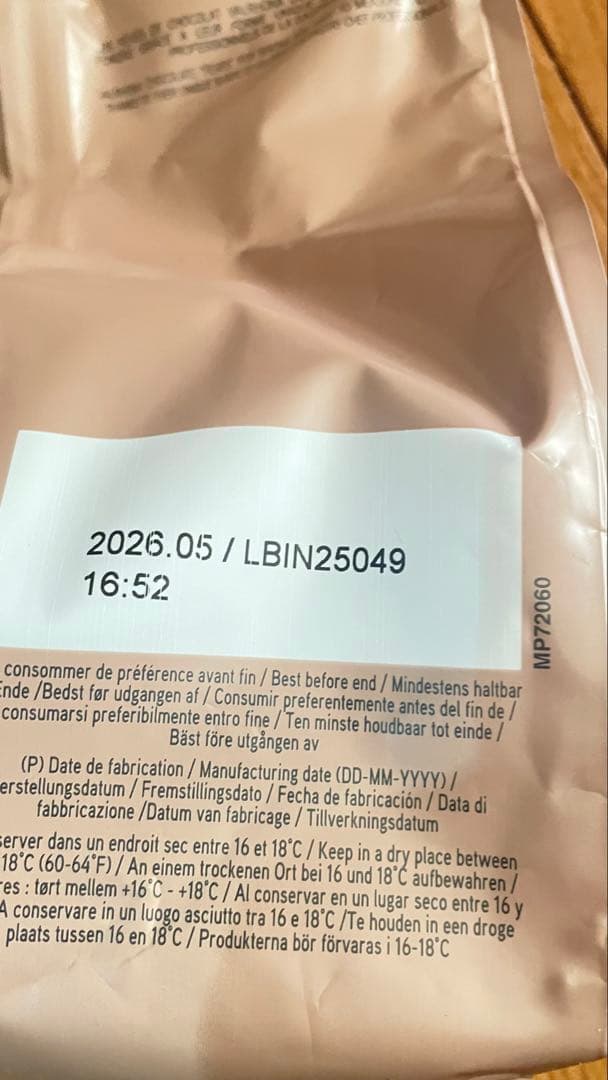 CHOCOLAT
2026.05 / LBIN25049
16:52
MP72060
consommer de préférence avant fin / Best before end / Mindestens haltbar
Ende /Bedst før udgangen af / Consumir preferentemente antes del fin de /
consumarsi preferibilmente entro fine / Ten minste houdbaar tot einde /
Bäst före utgången av
(P) Date de fabrication / Manufacturing date (DD-MM-YYYY) /
erstellungsdatum / Fremstillingsdato / Fecha de fabricación / Data di
fabbricazione /Datum van fabricage / Tillverkningsdatum
server dans un endroit sec entre 16 et 18°C / Keep in a dry place between
18°C (60-64°F) / An einem trockenen Ort bei 16 und 18°C aufbewahren /
res : tørt mellem +16°C - +18°C / Al conservar en un lugar seco entre 16 y
A conservare in un luogo asciutto tra 16 e 18°C /Te houden in een droge
plaats tussen 16 en 18°C / Produkterna bör förvaras i 16-18°C